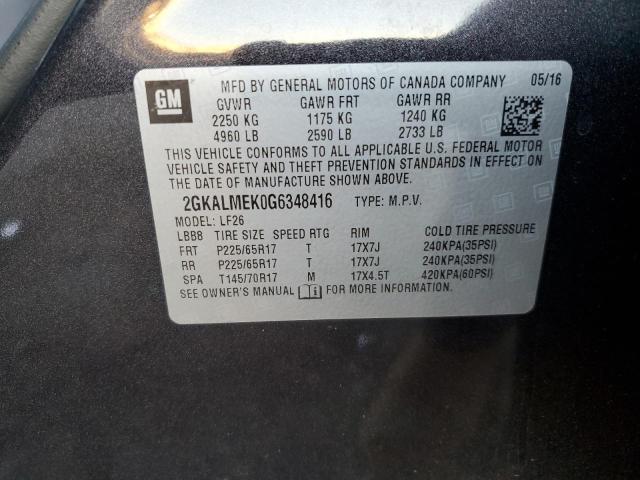 GM
MFD BY GENERAL MOTORS OF CANADA COMPANY 05/16
GVWR GAWR FRT GAWR RR
2250 KG 1175 KG 1240 KG
4960 LB 2590 LB 2733 LB
THIS VEHICLE CONFORMS TO ALL APPLICABLE U.S. FEDERAL MOTOR
VEHICLE SAFETY AND THEFT PREVENTION STANDARDS IN EFFECT ON
THE DATE OF MANUFACTURE SHOWN ABOVE.
2GKALMEK0G6348416 TYPE: M.P.V.
MODEL: LF26
LBB8 TIRE SIZE SPEED RTG RIM COLD TIRE PRESSURE
FRT P225/65R17 T 17X7J 240KPA(35PSI)
RR P225/65R17 T 17X7J 240KPA(35PSI)
SPA T145/70R17 M 17X4.5T 420KPA(60PSI)
SEE OWNER'S MANUAL FOR MORE INFORMATION.